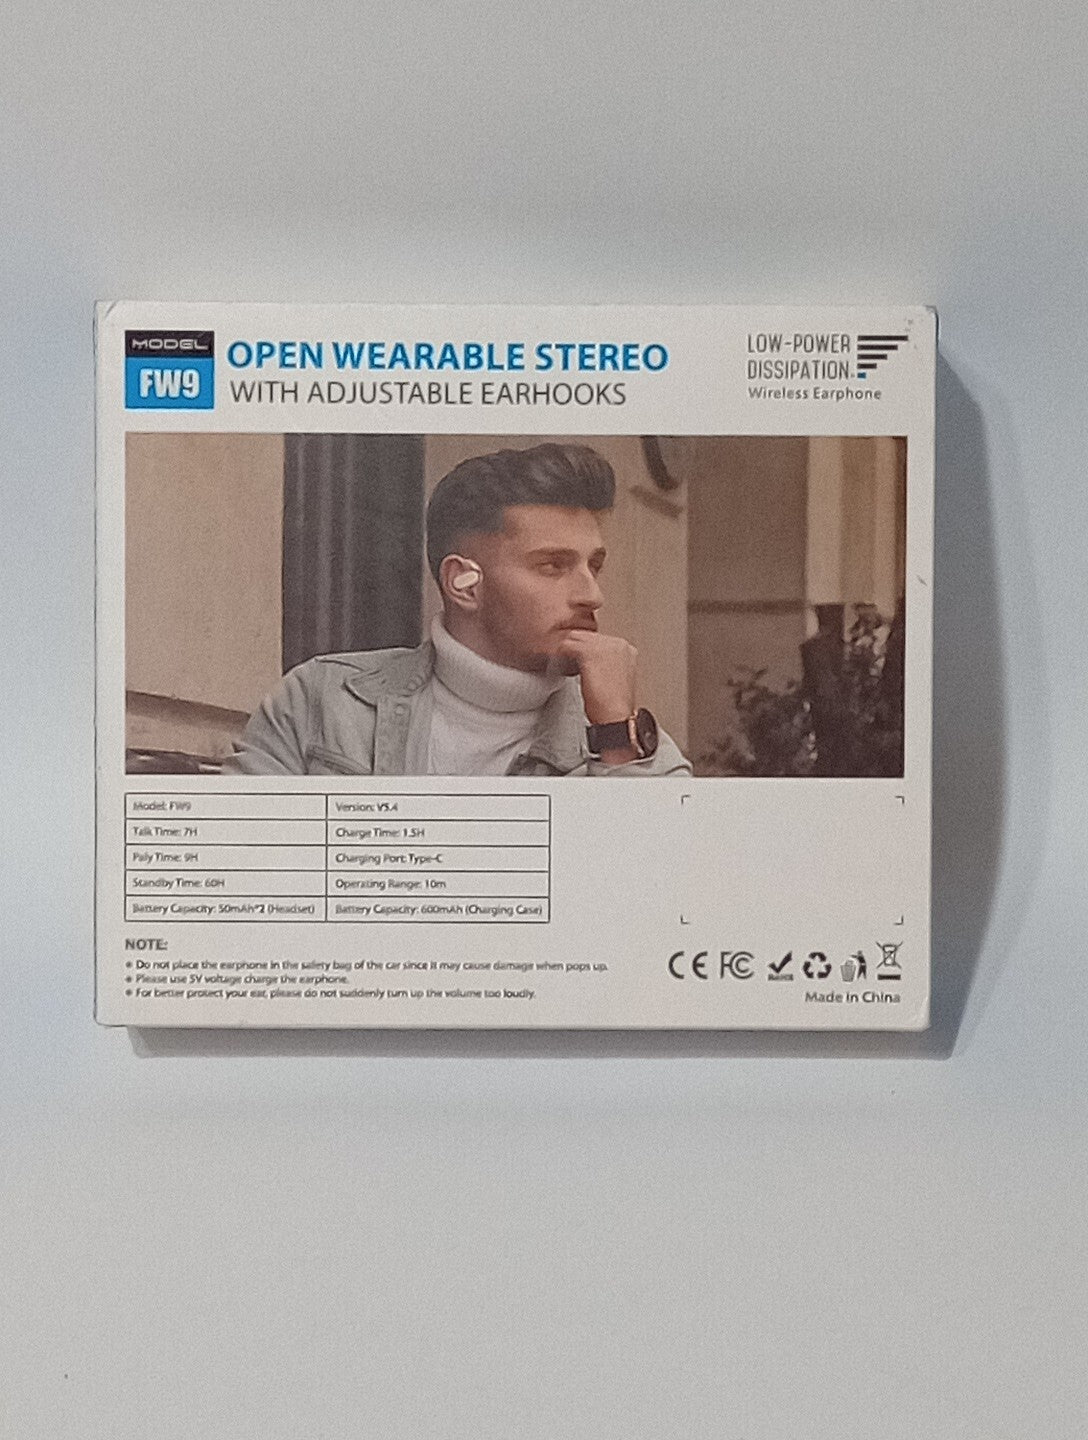 MODEL
FW9
OPEN WEARABLE STEREO
WITH ADJUSTABLE EARHOOKS
LOW-POWER
DISSIPATION.
Wireless Earphone
Model: FW9
Version: V5.4
Talk Time: 7H
Charge Time: 1.5H
Paly Time: 9H
Charging Port: Type-C
Standby Time: 60H
Operating Range: 10m
Battery Capacity: 50mAh*2 (Headset)
Battery Capacity: 600mAh (Charging Case)
NOTE:
Do not place the earphone in the safety bag of the car since it may cause damage when pops up.
Please use 5V voltage charge the earphone.
For better protect your ear, please do not suddenly turn up the volume too loudly.
CE FC RoHS
Made in China